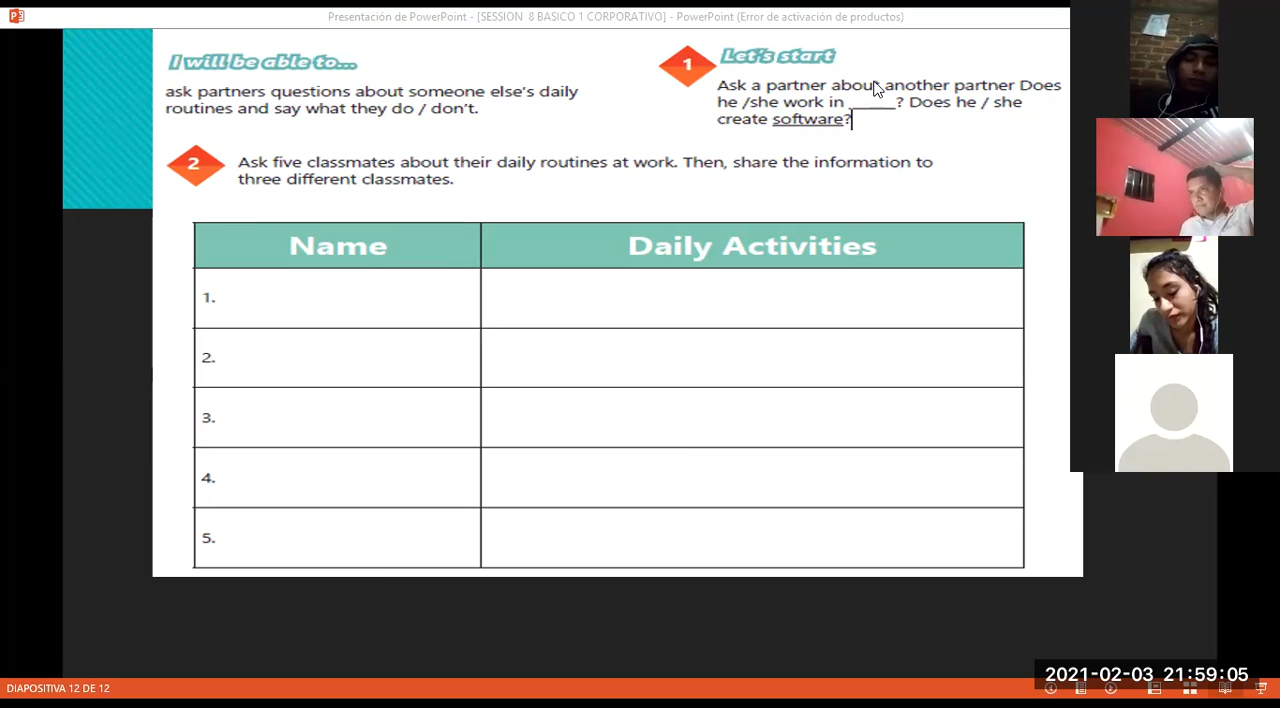 Presentación de PowerPoint - [SESSION 8 BASICO 1 CORPORATIVO] - PowerPoint (Error de activación de productos)
I will be able to...
ask partners questions about someone else's daily
routines and say what they do / don't.
1
Let's start
Ask a partner about another partner Does
he /she work in _____? Does he / she
create software?
2
Ask five classmates about their daily routines at work. Then, share the information to
three different classmates.
Name Daily Activities
1.
2.
3.
4.
5.
2021-02-03 21:59:05
DIAPOSITIVA 12 DE 12